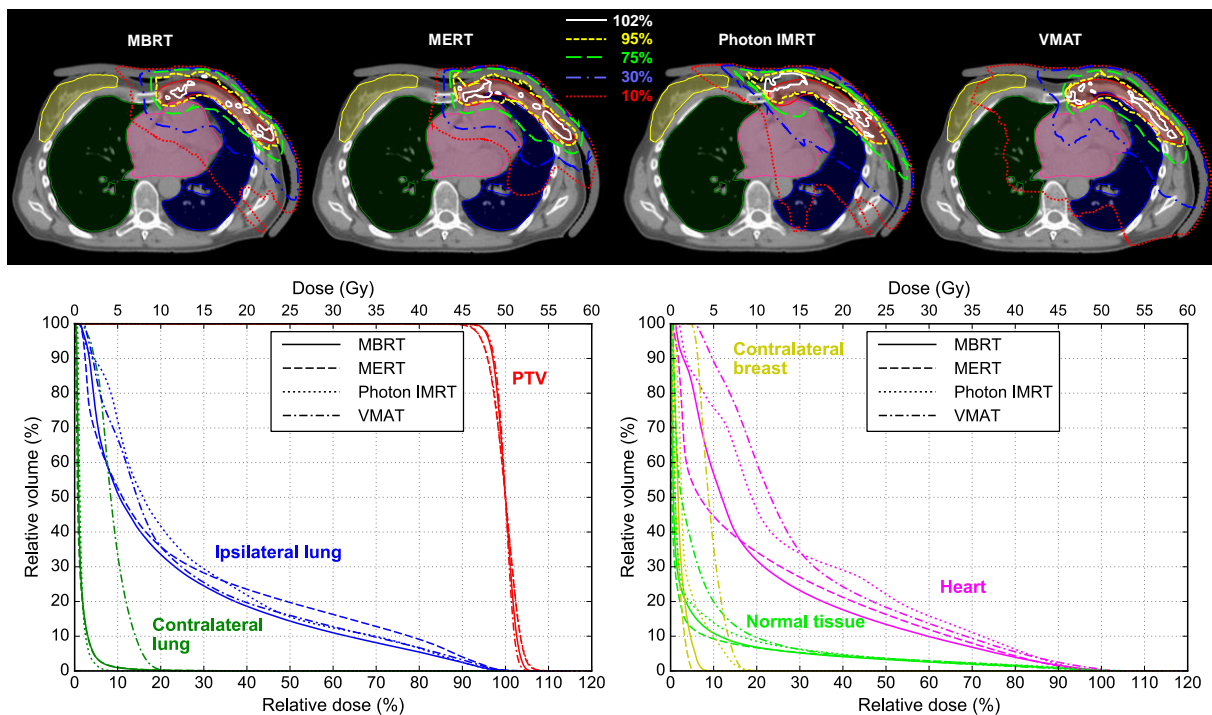 MBRT
MERT
102%
95%
75%
30%
10%
Photon IMRT
VMAT
Dose (Gy)
0 5 10 15 20 25 30 35 40 45 50 55 60
100
90
80
70
60
50
40
30
20
10
0
Relative volume (%)
MBRT
MERT
Photon IMRT
VMAT
PTV
Ipsilateral lung
Contralateral
lung
0 10 20 30 40 50 60 70 80 90 100 110 120
Relative dose (%)
Dose (Gy)
0 5 10 15 20 25 30 35 40 45 50 55 60
100
90
80
70
60
50
40
30
20
10
0
Relative volume (%)
Contralateral
breast
MBRT
MERT
Photon IMRT
VMAT
Heart
Normal tissue
0 10 20 30 40 50 60 70 80 90 100 110 120
Relative dose (%)